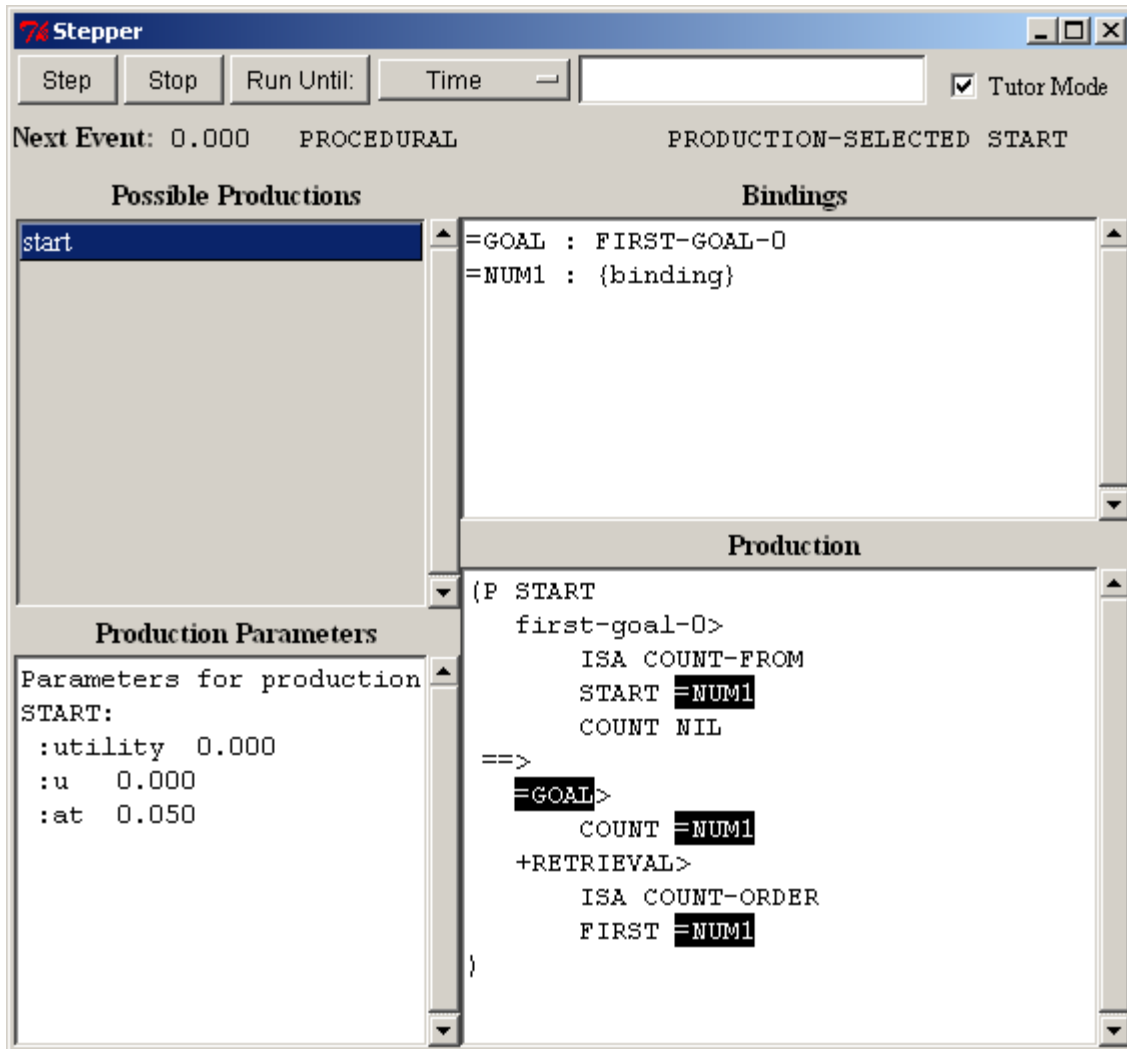 Stepper
Step Stop Run Until: Time Tutor Mode
Next Event: 0.000 PROCEDURAL PRODUCTION-SELECTED START
Possible Productions
start
Bindings
=GOAL : FIRST-GOAL-0
=NUM1 : {binding}
Production Parameters
Parameters for production
START:
:utility 0.000
:u 0.000
:at 0.050
Production
(P START
first-goal-0>
ISA COUNT-FROM
START =NUM1
COUNT NIL
==>
=GOAL>
COUNT =NUM1
+RETRIEVAL>
ISA COUNT-ORDER
FIRST =NUM1
)